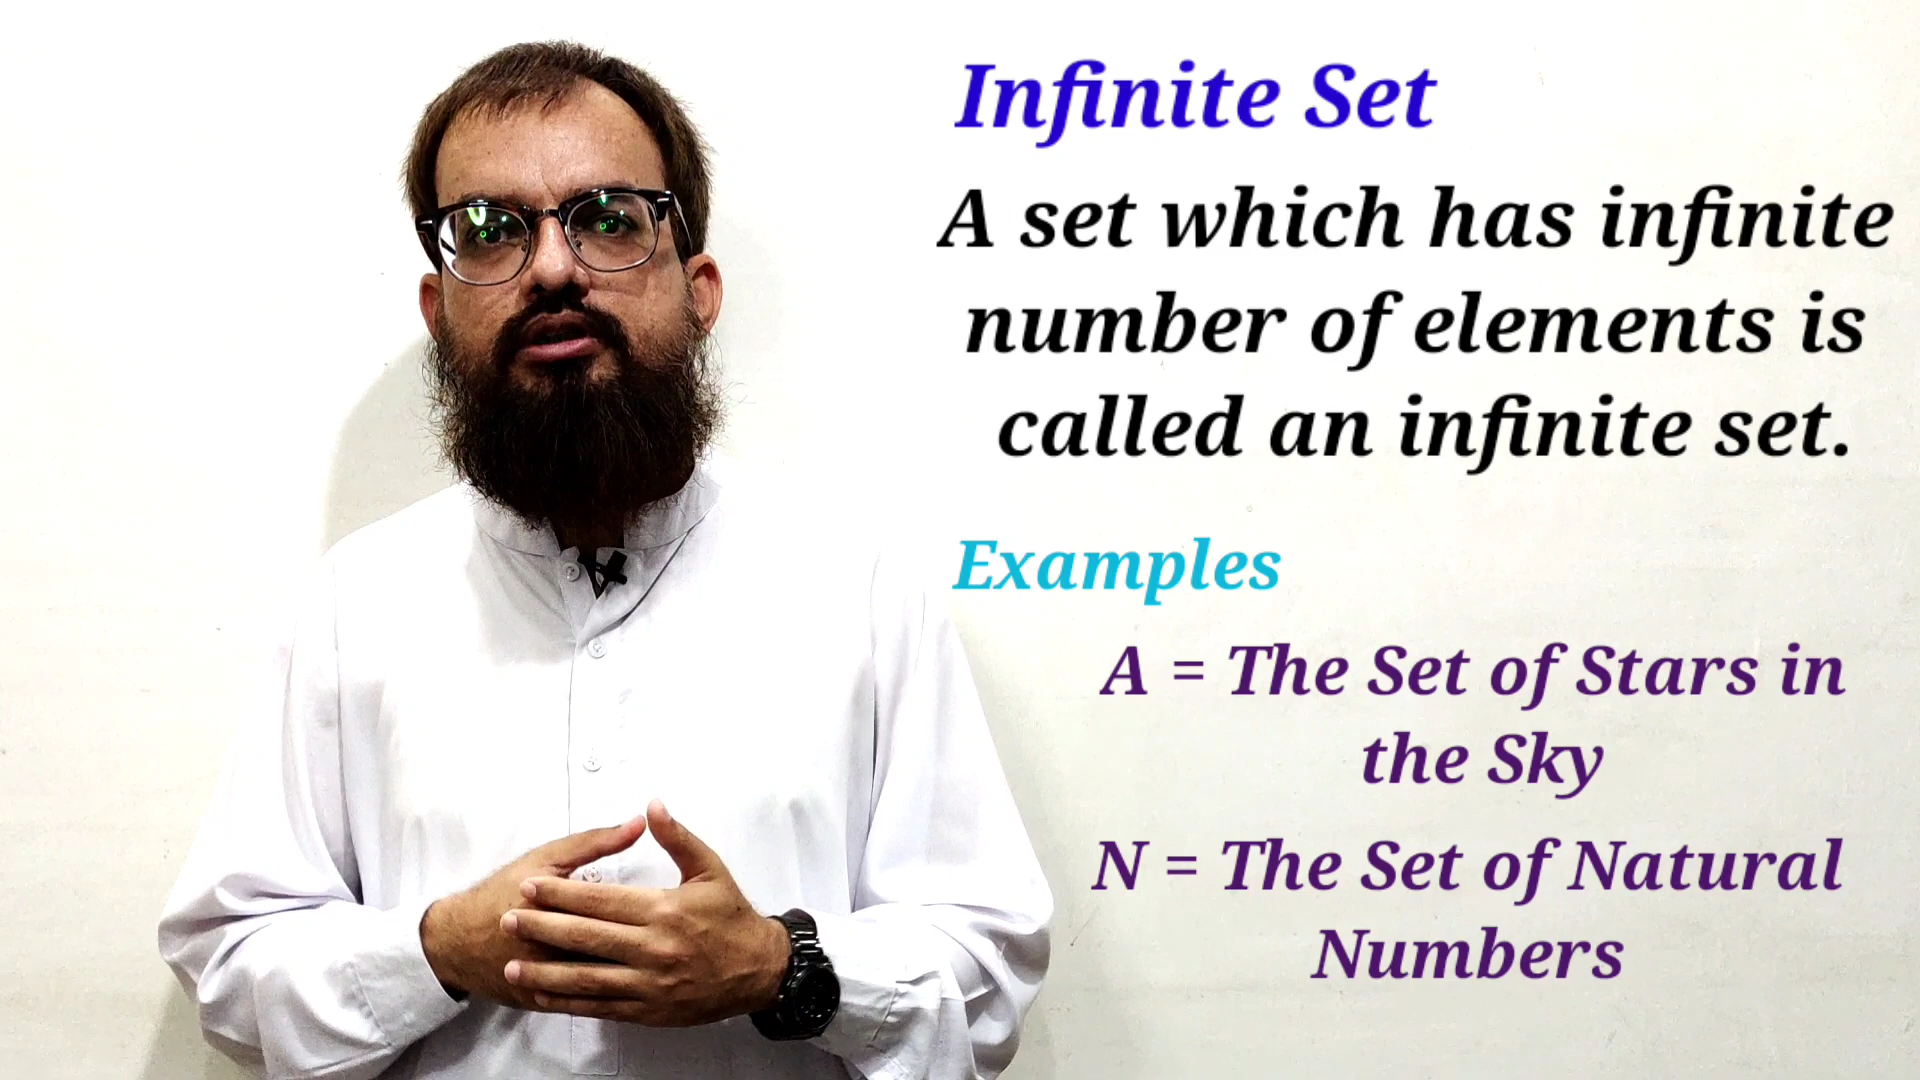 Infinite Set
A set which has infinite
number of elements is
called an infinite set.
Examples
A = The Set of Stars in
the Sky
N = The Set of Natural
Numbers